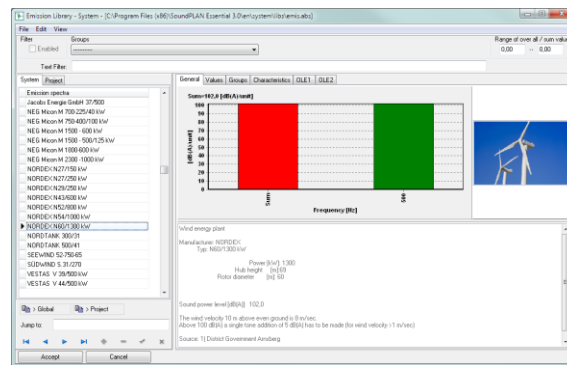 Emission Library - System - [C:\Program Files (x86)\SoundPLAN Essential 3.0\en\system\libs\emis.abs]
File Edit View
Filter Groups Range of over all / sum value
Enabled ---------- 0,00 - 0,00
Text Filter:
System Project
General Values Groups Characteristics OLE1 OLE2
Emission spectra
Jacobs Energie GmbH 37/500
NEG Micon M 700-225/40 kW
NEG Micon M 750-400/100 kW
NEG Micon M 1500 - 600 kW
NEG Micon M 1500 - 500/125 kW
NEG Micon M 1800-600 kW
NEG Micon M 2300 -1000 kW
NORDEX N27/150 kW
NORDEX N27/250 kW
NORDEX N29/250 kW
NORDEX N43/600 kW
NORDEX N52/800 kW
NORDEX N54/1000 kW
NORDEX N60/1300 kW
NORDTANK 300/31
NORDTANK 500/41
SEEWIND 52-750-65
SÜDWIND S.31/270
VESTAS V 39/500 kW
VESTAS V 44/500 kW
Sum=102,0 [dB(A)/unit]
[dB(A)/unit]
100
90
80
70
60
50
40
30
20
10
0
Sum
500
Frequency [Hz]
Wind energy plant
Manufacturer: NORDEX
Typ: N60/1300 kW
Power [kW]: 1300
Hub height [m]:69
Rotor diameter [m]: 60
Sound power level [dB(A)]: 102,0
The wind velocity 10 m above even ground is 8 m/sec.
Above 100 dB(A) a single tone addition of 5 dB(A) has to be made (for wind velocity >1 m/sec)
Source: 1) District Government Arnsberg
> Global > Project
Jump to:
Accept Cancel